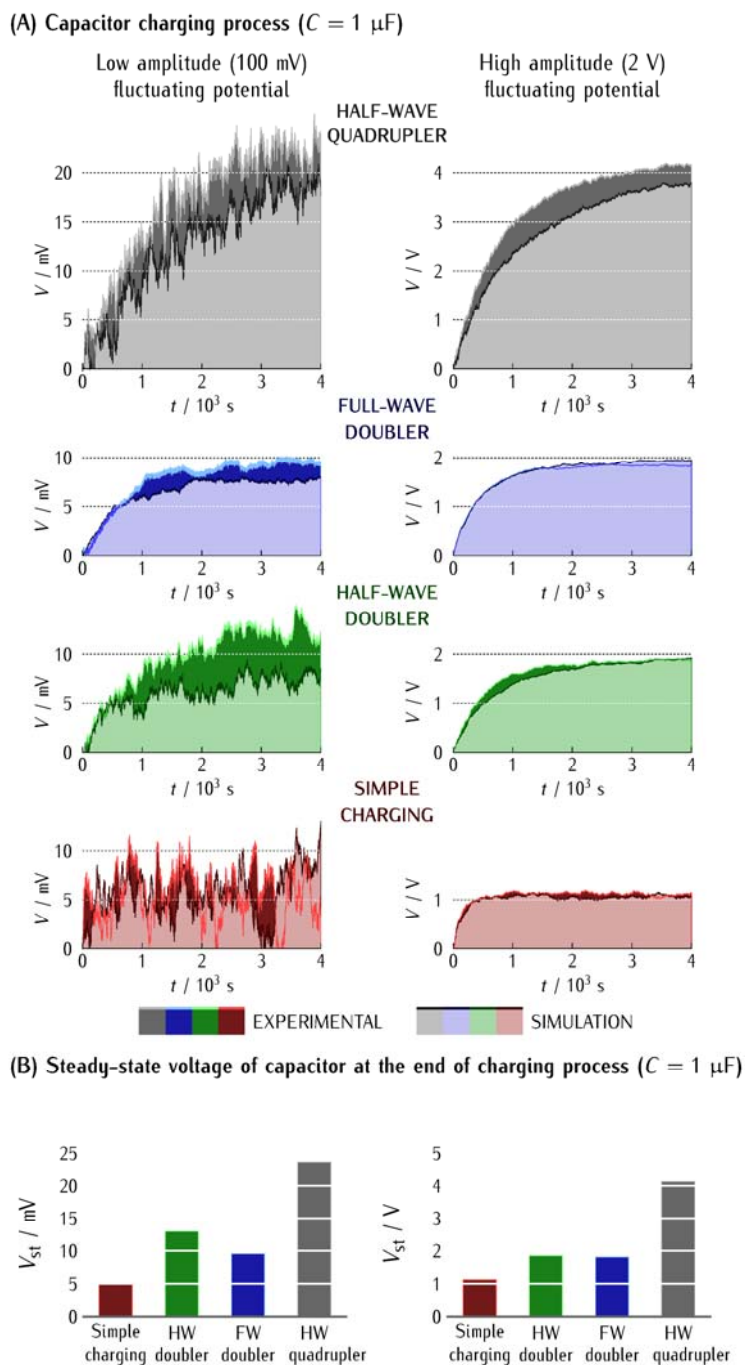 (A) Capacitor charging process (C = 1 μF)
Low amplitude (100 mV)
fluctuating potential
High amplitude (2 V)
fluctuating potential
HALF-WAVE
QUADRUPLER
20
15
10
5
0
V / mV
0 1 2 3 4
t / 10³ s
4
3
2
1
0
V / V
0 1 2 3 4
t / 10³ s
FULL-WAVE
DOUBLER
10
5
0
V / mV
0 1 2 3 4
t / 10³ s
2
1
0
V / V
0 1 2 3 4
t / 10³ s
HALF-WAVE
DOUBLER
10
5
0
V / mV
0 1 2 3 4
t / 10³ s
2
1
0
V / V
0 1 2 3 4
t / 10³ s
SIMPLE
CHARGING
10
5
0
V / mV
0 1 2 3 4
t / 10³ s
1
0
V / V
0 1 2 3 4
t / 10³ s
EXPERIMENTAL
SIMULATION
(B) Steady-state voltage of capacitor at the end of charging process (C = 1 μF)
25
20
15
10
5
0
Vst / mV
Simple charging
HW doubler
FW doubler
HW quadrupler
5
4
3
2
1
0
Vst / V
Simple charging
HW doubler
FW doubler
HW quadrupler